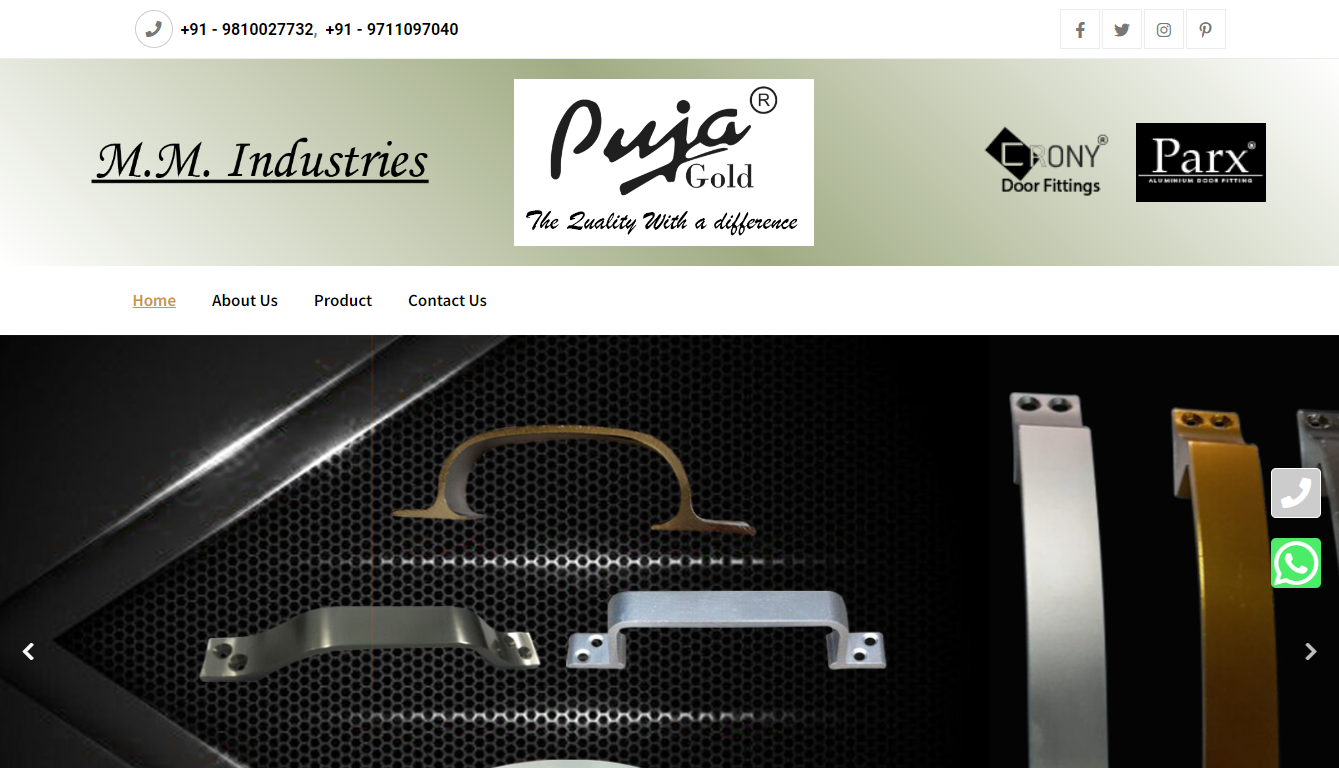 +91 - 9810027732, +91 - 9711097040
M.M. Industries
Puja ®
Gold
The Quality With a difference
CRONY ®
Door Fittings
Parx ®
ALUMINIUM DOOR FITTING
Home About Us Product Contact Us